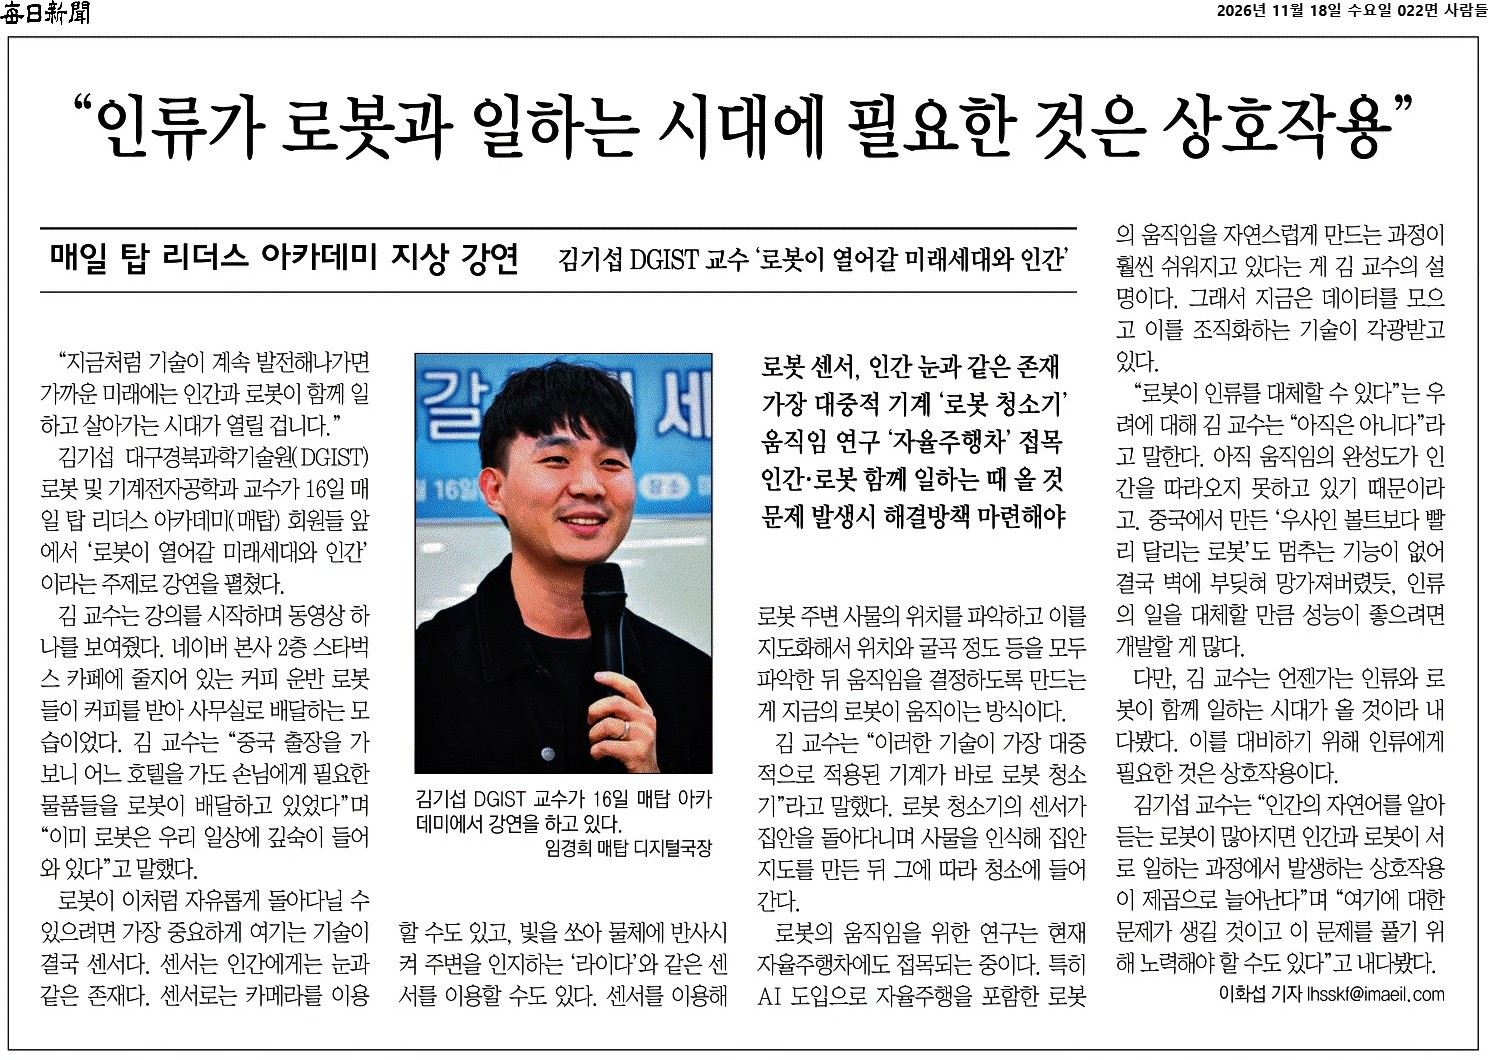 每日新聞
2026년 11월 18일 수요일 022면 사람들
“인류가 로봇과 일하는 시대에 필요한 것은 상호작용”
매일 탑 리더스 아카데미 지상 강연
김기섭 DGIST 교수 ‘로봇이 열어갈 미래세대와 인간’
“지금처럼 기술이 계속 발전해나가면
가까운 미래에는 인간과 로봇이 함께 일
하고 살아가는 시대가 열릴 겁니다.”
김기섭 대구경북과학기술원(DGIST)
로봇 및 기계전자공학과 교수가 16일 매
일 탑 리더스 아카데미(매탑) 회원들 앞
에서 ‘로봇이 열어갈 미래세대와 인간’
이라는 주제로 강연을 펼쳤다.
김 교수는 강의를 시작하며 동영상 하
나를 보여줬다. 네이버 본사 2층 스타벅
스 카페에 줄지어 있는 커피 운반 로봇
들이 커피를 받아 사무실로 배달하는 모
습이었다. 김 교수는 “중국 출장을 가
보니 어느 호텔을 가도 손님에게 필요한
물품들을 로봇이 배달하고 있었다”며
“이미 로봇은 우리 일상에 깊숙이 들어
와 있다”고 말했다.
로봇이 이처럼 자유롭게 돌아다닐 수
있으려면 가장 중요하게 여기는 기술이
결국 센서다. 센서는 인간에게는 눈과
같은 존재다. 센서로는 카메라를 이용
갈
세
16일
장소
김기섭 DGIST 교수가 16일 매탑 아카
데미에서 강연을 하고 있다.
임경희 매탑 디지털국장
할 수도 있고, 빛을 쏘아 물체에 반사시
켜 주변을 인지하는 ‘라이다’와 같은 센
서를 이용할 수도 있다. 센서를 이용해
로봇 센서, 인간 눈과 같은 존재
가장 대중적 기계 ‘로봇 청소기’
움직임 연구 ‘자율주행차’ 접목
인간·로봇 함께 일하는 때 올 것
문제 발생시 해결방책 마련해야
로봇 주변 사물의 위치를 파악하고 이를
지도화해서 위치와 굴곡 정도 등을 모두
파악한 뒤 움직임을 결정하도록 만드는
게 지금의 로봇이 움직이는 방식이다.
김 교수는 “이러한 기술이 가장 대중
적으로 적용된 기계가 바로 로봇 청소
기”라고 말했다. 로봇 청소기의 센서가
집안을 돌아다니며 사물을 인식해 집안
지도를 만든 뒤 그에 따라 청소에 들어
간다.
로봇의 움직임을 위한 연구는 현재
자율주행차에도 접목되는 중이다. 특히
AI 도입으로 자율주행을 포함한 로봇
의 움직임을 자연스럽게 만드는 과정이
훨씬 쉬워지고 있다는 게 김 교수의 설
명이다. 그래서 지금은 데이터를 모으
고 이를 조직화하는 기술이 각광받고
있다.
“로봇이 인류를 대체할 수 있다”는 우
려에 대해 김 교수는 “아직은 아니다”라
고 말한다. 아직 움직임의 완성도가 인
간을 따라오지 못하고 있기 때문이라
고. 중국에서 만든 ‘우사인 볼트보다 빨
리 달리는 로봇’도 멈추는 기능이 없어
결국 벽에 부딪혀 망가져버렸듯, 인류
의 일을 대체할 만큼 성능이 좋으려면
개발할 게 많다.
다만, 김 교수는 언젠가는 인류와 로
봇이 함께 일하는 시대가 올 것이라 내
다봤다. 이를 대비하기 위해 인류에게
필요한 것은 상호작용이다.
김기섭 교수는 “인간의 자연어를 알아
듣는 로봇이 많아지면 인간과 로봇이 서
로 일하는 과정에서 발생하는 상호작용
이 제곱으로 늘어난다”며 “여기에 대한
문제가 생길 것이고 이 문제를 풀기 위
해 노력해야 할 수도 있다”고 내다봤다.
이화섭 기자 lhsskf@imaeil.com